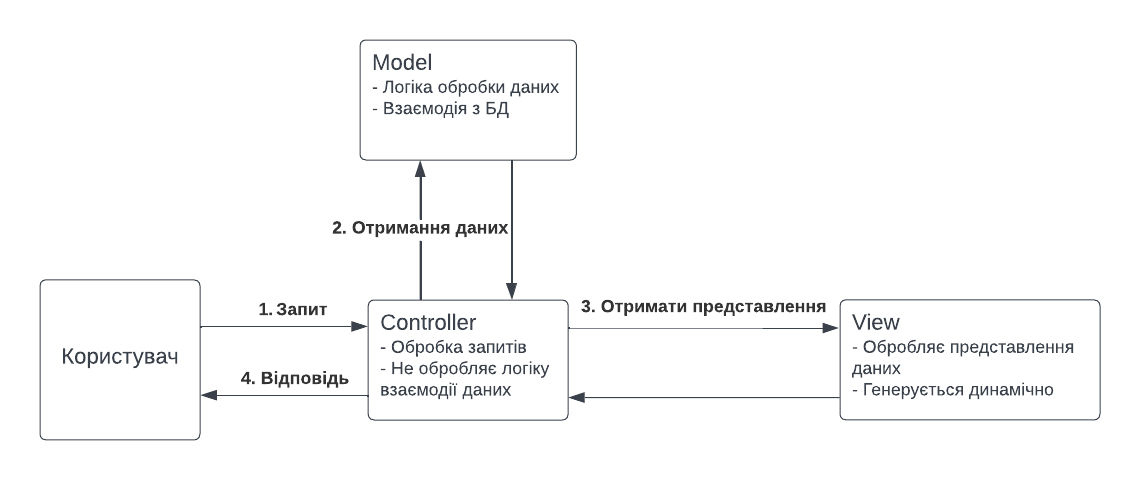 Model
- Логіка обробки даних
- Взаємодія з БД
2. Отримання даних
Користувач
1. Запит
4. Відповідь
Controller
- Обробка запитів
- Не обробляє логіку
взаємодії даних
3. Отримати представлення
View
- Обробляє представлення
даних
- Генерується динамічно